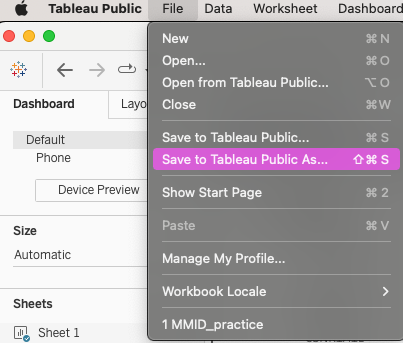 Tableau Public File Data Worksheet Dashboard
New ⌘ N
Open... ⌘ O
Open from Tableau Public... ⌥ O
Close ⌘ W
Save to Tableau Public... ⌘ S
Save to Tableau Public As... ⇧ ⌘ S
Show Start Page ⌘ 2
Paste ⌘ V
Manage My Profile...
Workbook Locale
1 MMID_practice
Dashboard Layo
Default
Phone
Device Preview
Size
Automatic
Sheets
Sheet 1